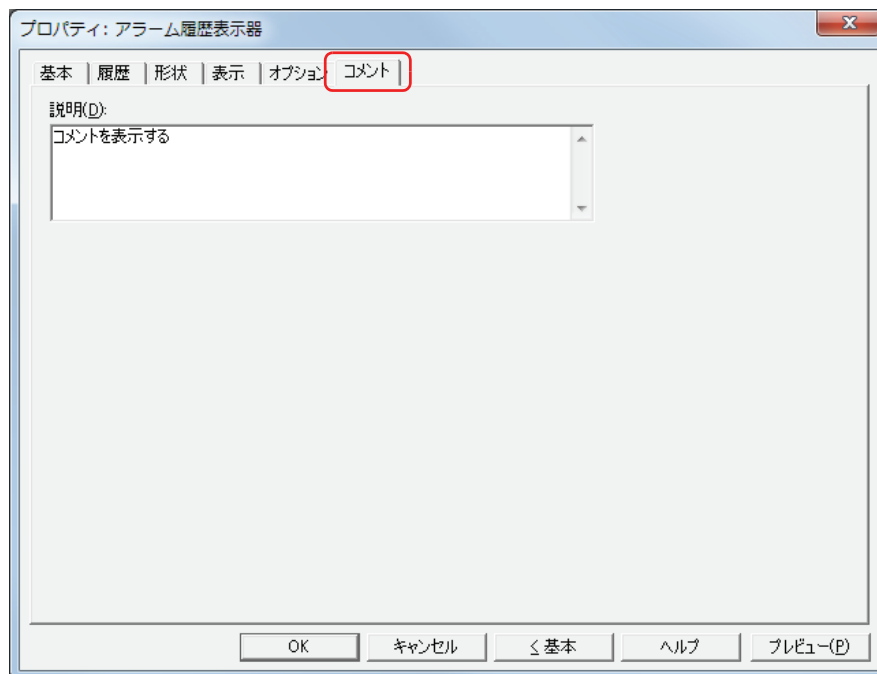 プロパティ: アラーム履歴表示器
基本 履歴 形状 表示 オプション コメント
説明(D):
コメントを表示する
OK キャンセル < 基本 ヘルプ プレビュー(P)